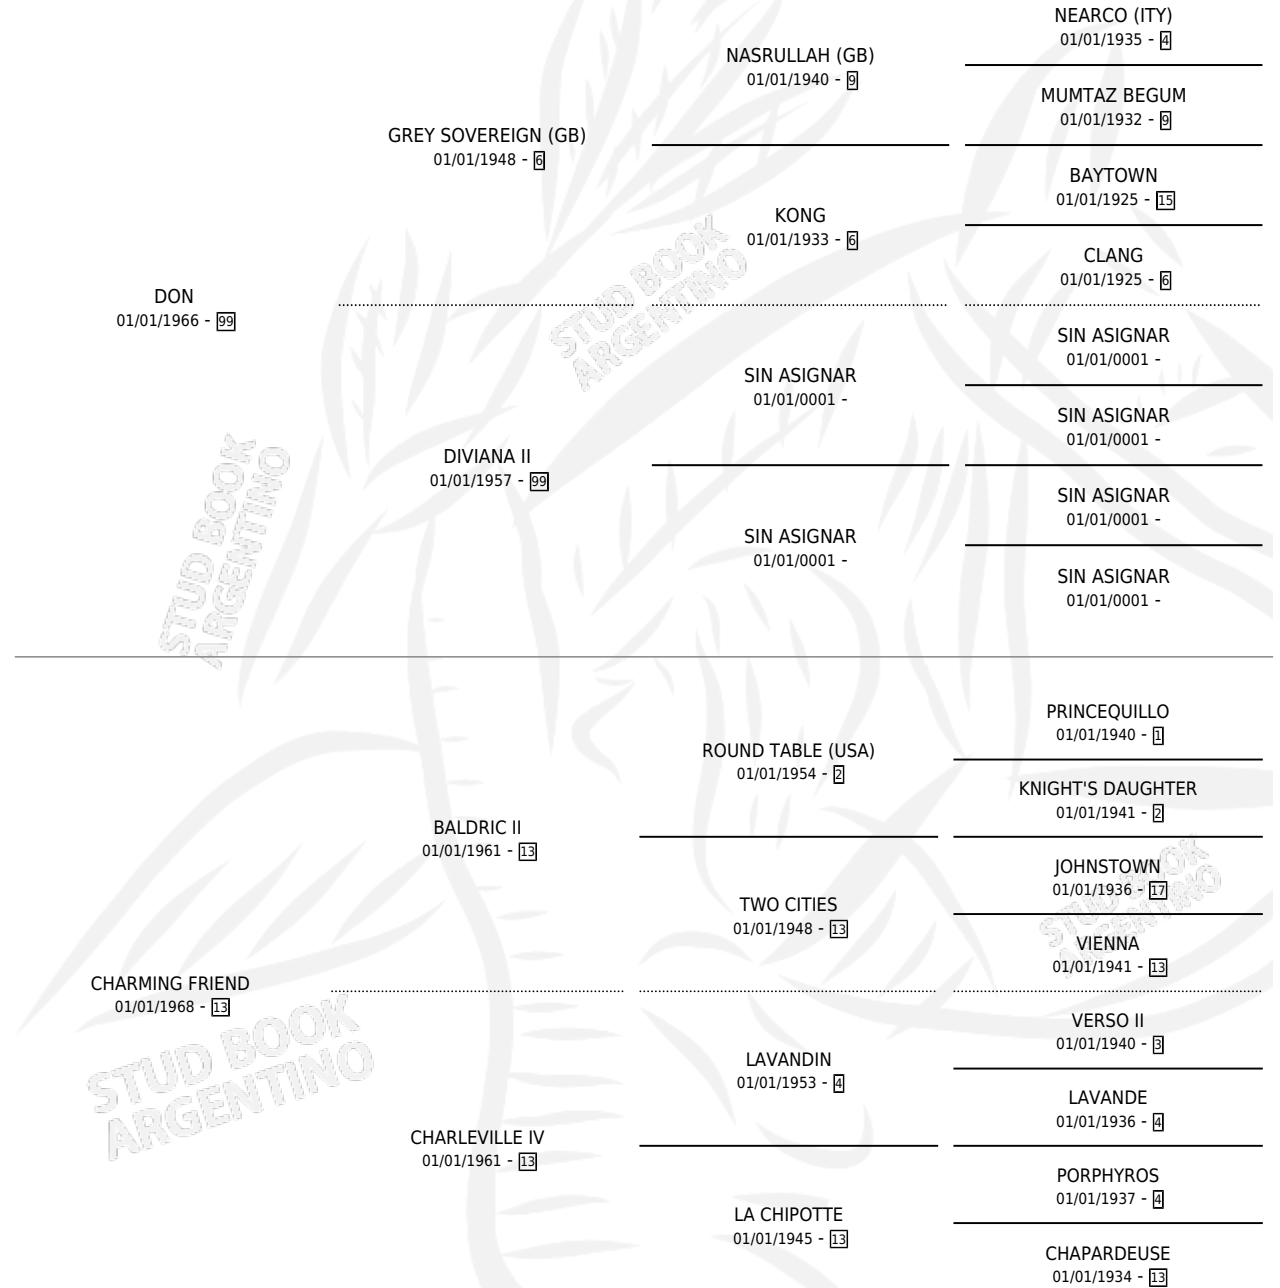 NEARCO (ITY)
01/01/1935 - 4
NASRULLAH (GB)
01/01/1940 - 9
MUMTAZ BEGUM
01/01/1932 - 9
GREY SOVEREIGN (GB)
01/01/1948 - 6
BAYTOWN
01/01/1925 - 15
KONG
01/01/1933 - 6
CLANG
01/01/1925 - 6
STUD BOOK
ARGENTINO
DON
01/01/1966 - 99
SIN ASIGNAR
01/01/0001 -
SIN ASIGNAR
01/01/0001 -
SIN ASIGNAR
01/01/0001 -
DIVIANA II
01/01/1957 - 99
SIN ASIGNAR
01/01/0001 -
SIN ASIGNAR
01/01/0001 -
SIN ASIGNAR
01/01/0001 -
STUD BOOK
ARGENTINO
PRINCEQUILLO
01/01/1940 - 1
ROUND TABLE (USA)
01/01/1954 - 2
KNIGHT'S DAUGHTER
01/01/1941 - 2
BALDRIC II
01/01/1961 - 13
JOHNSTOWN
01/01/1936 - 17
TWO CITIES
01/01/1948 - 13
VIENNA
01/01/1941 - 13
STUD BOOK
ARGENTINO
CHARMING FRIEND
01/01/1968 - 13
VERSO II
01/01/1940 - 3
LAVANDIN
01/01/1953 - 4
LAVANDE
01/01/1936 - 4
STUD BOOK
ARGENTINO
CHARLEVILLE IV
01/01/1961 - 13
PORPHYROS
01/01/1937 - 4
LA CHIPOTTE
01/01/1945 - 13
CHAPARDEUSE
01/01/1934 - 13